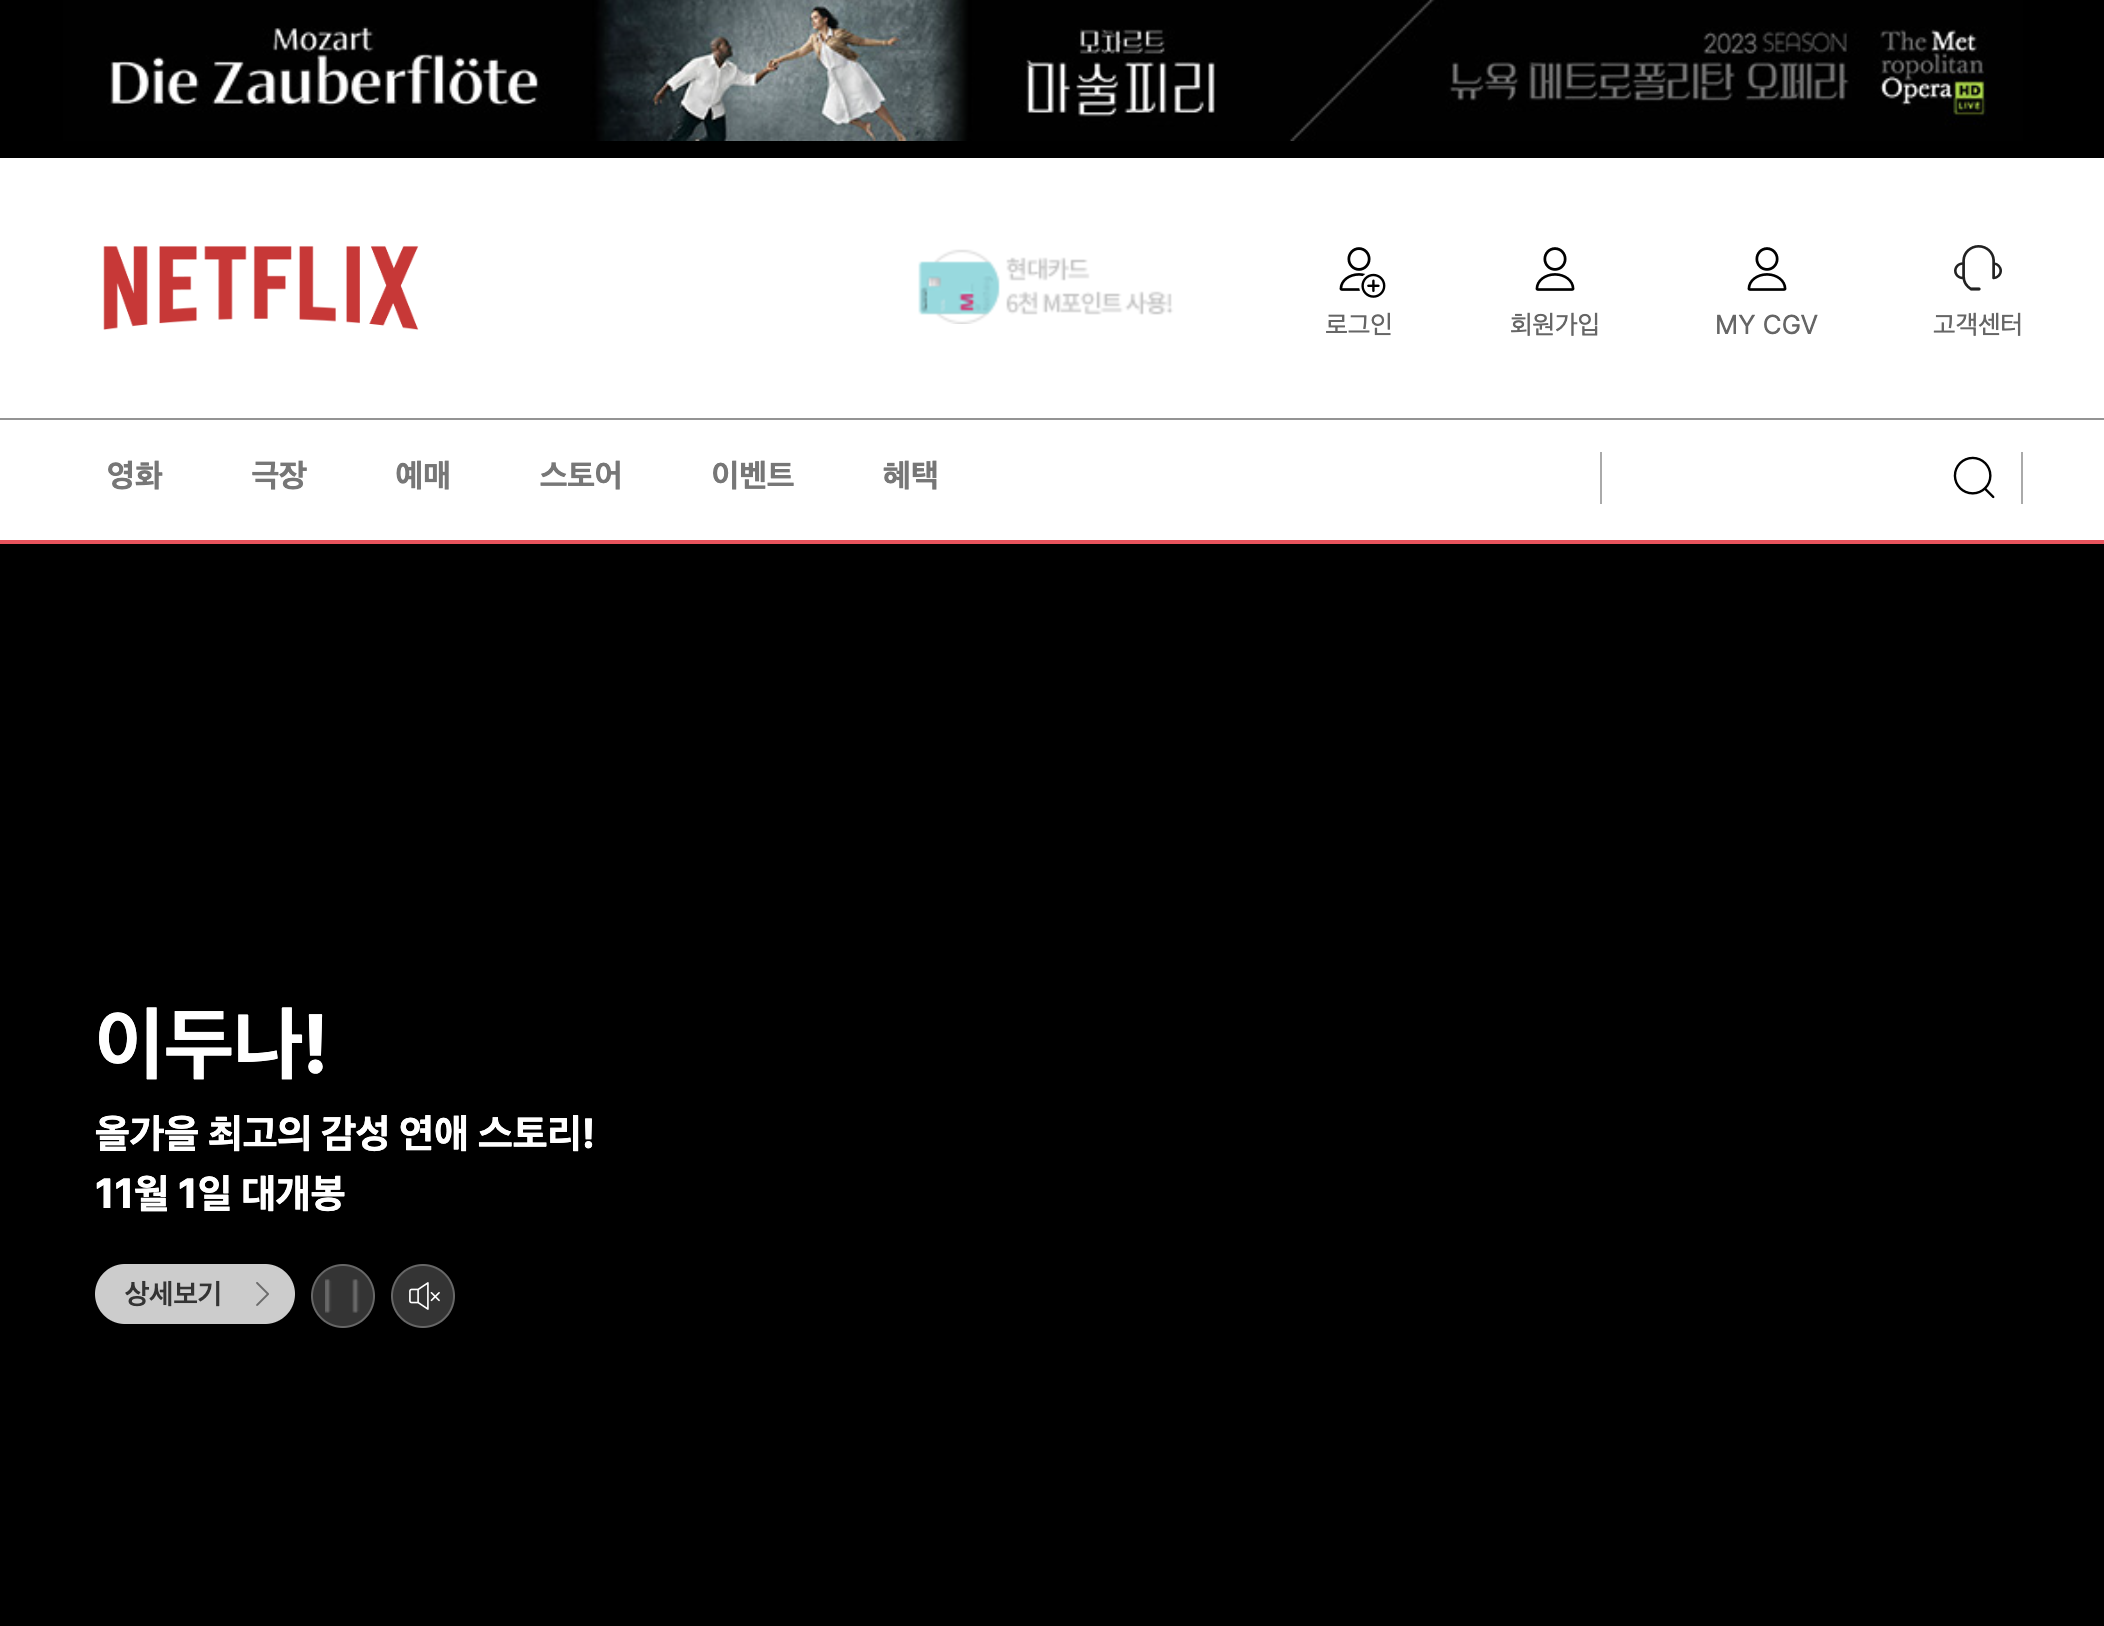 Mozart
Die Zauberflöte
모차르트
마술피리
2023 SEASON
뉴욕 메트로폴리탄 오페라
The Met
ropolitan
Opera HD
LIVE
NETFLIX
현대카드
6천 M포인트 사용!
로그인
회원가입
MY CGV
고객센터
영화
극장
예매
스토어
이벤트
혜택
이두나!
올가을 최고의 감성 연애 스토리!
11월 1일 대개봉
상세보기